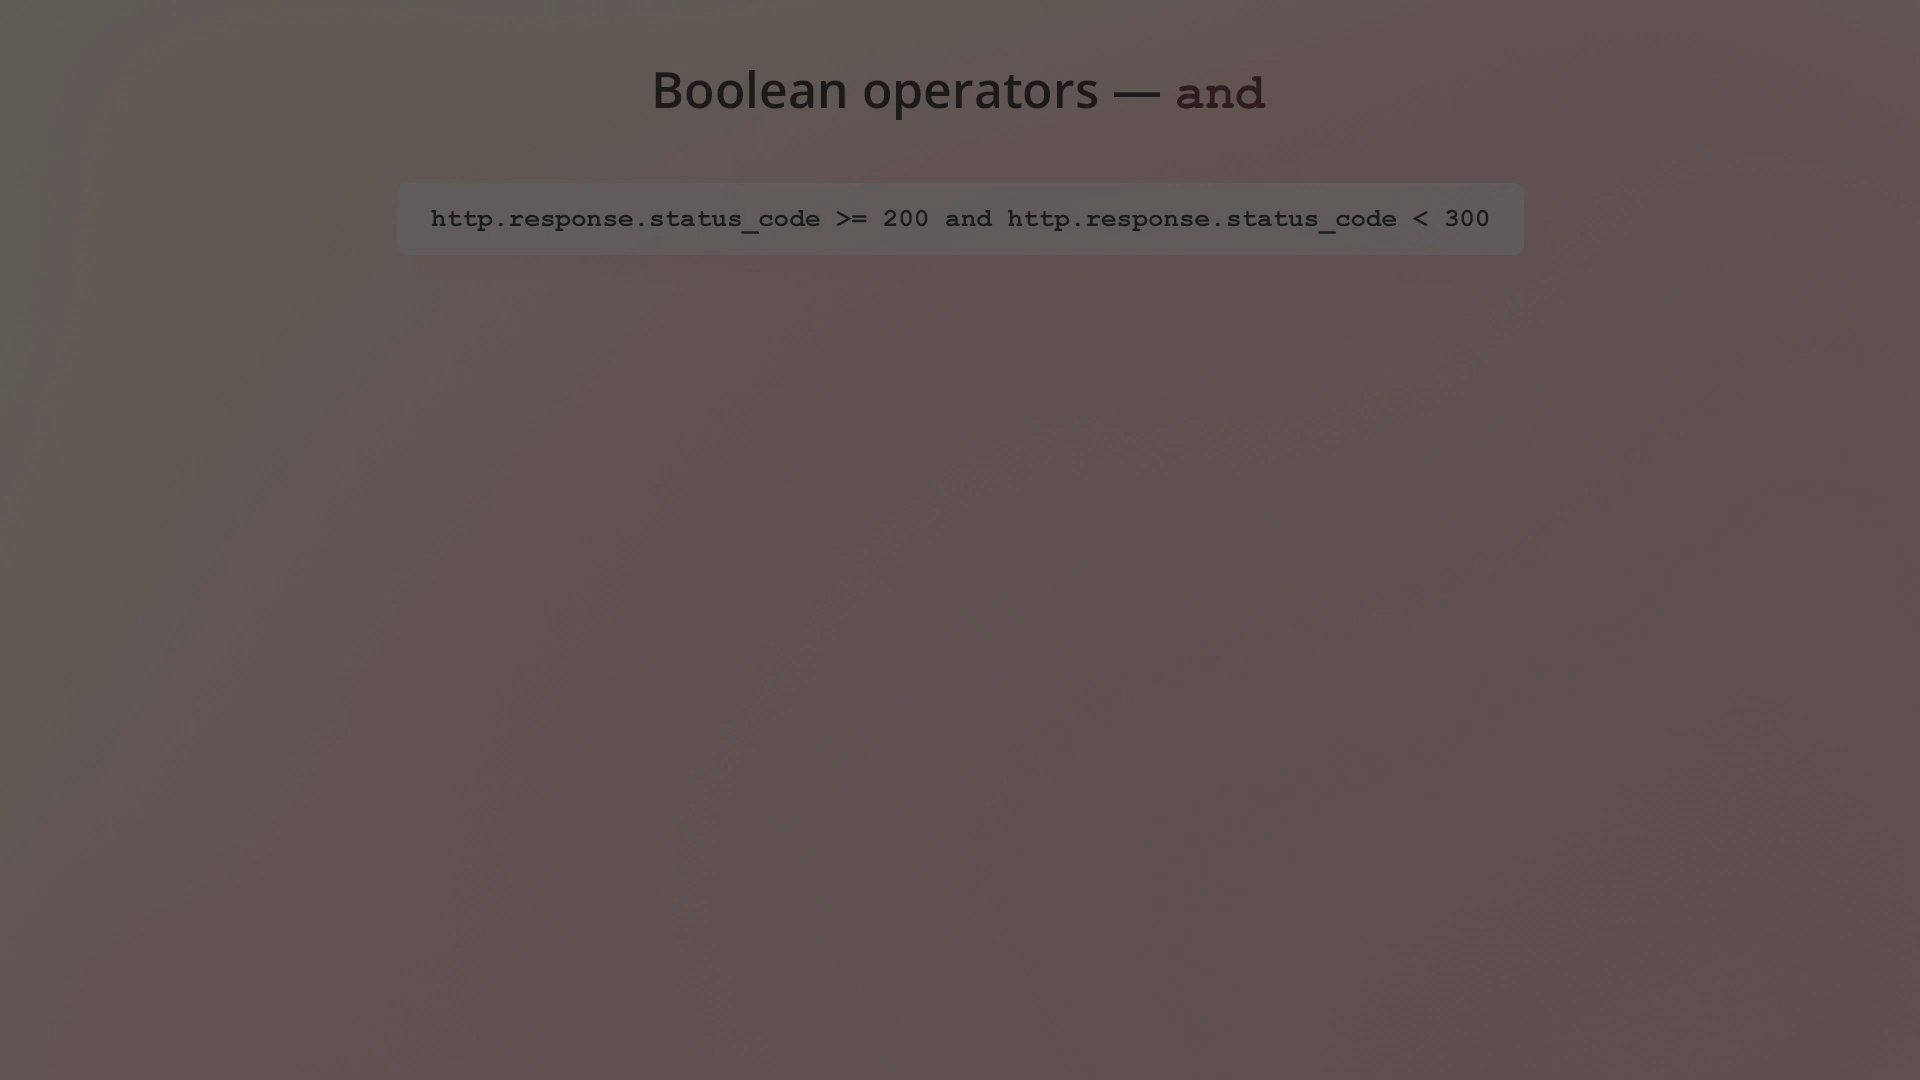 Boolean operators — and
http.response.status_code >= 200 and http.response.status_code < 300